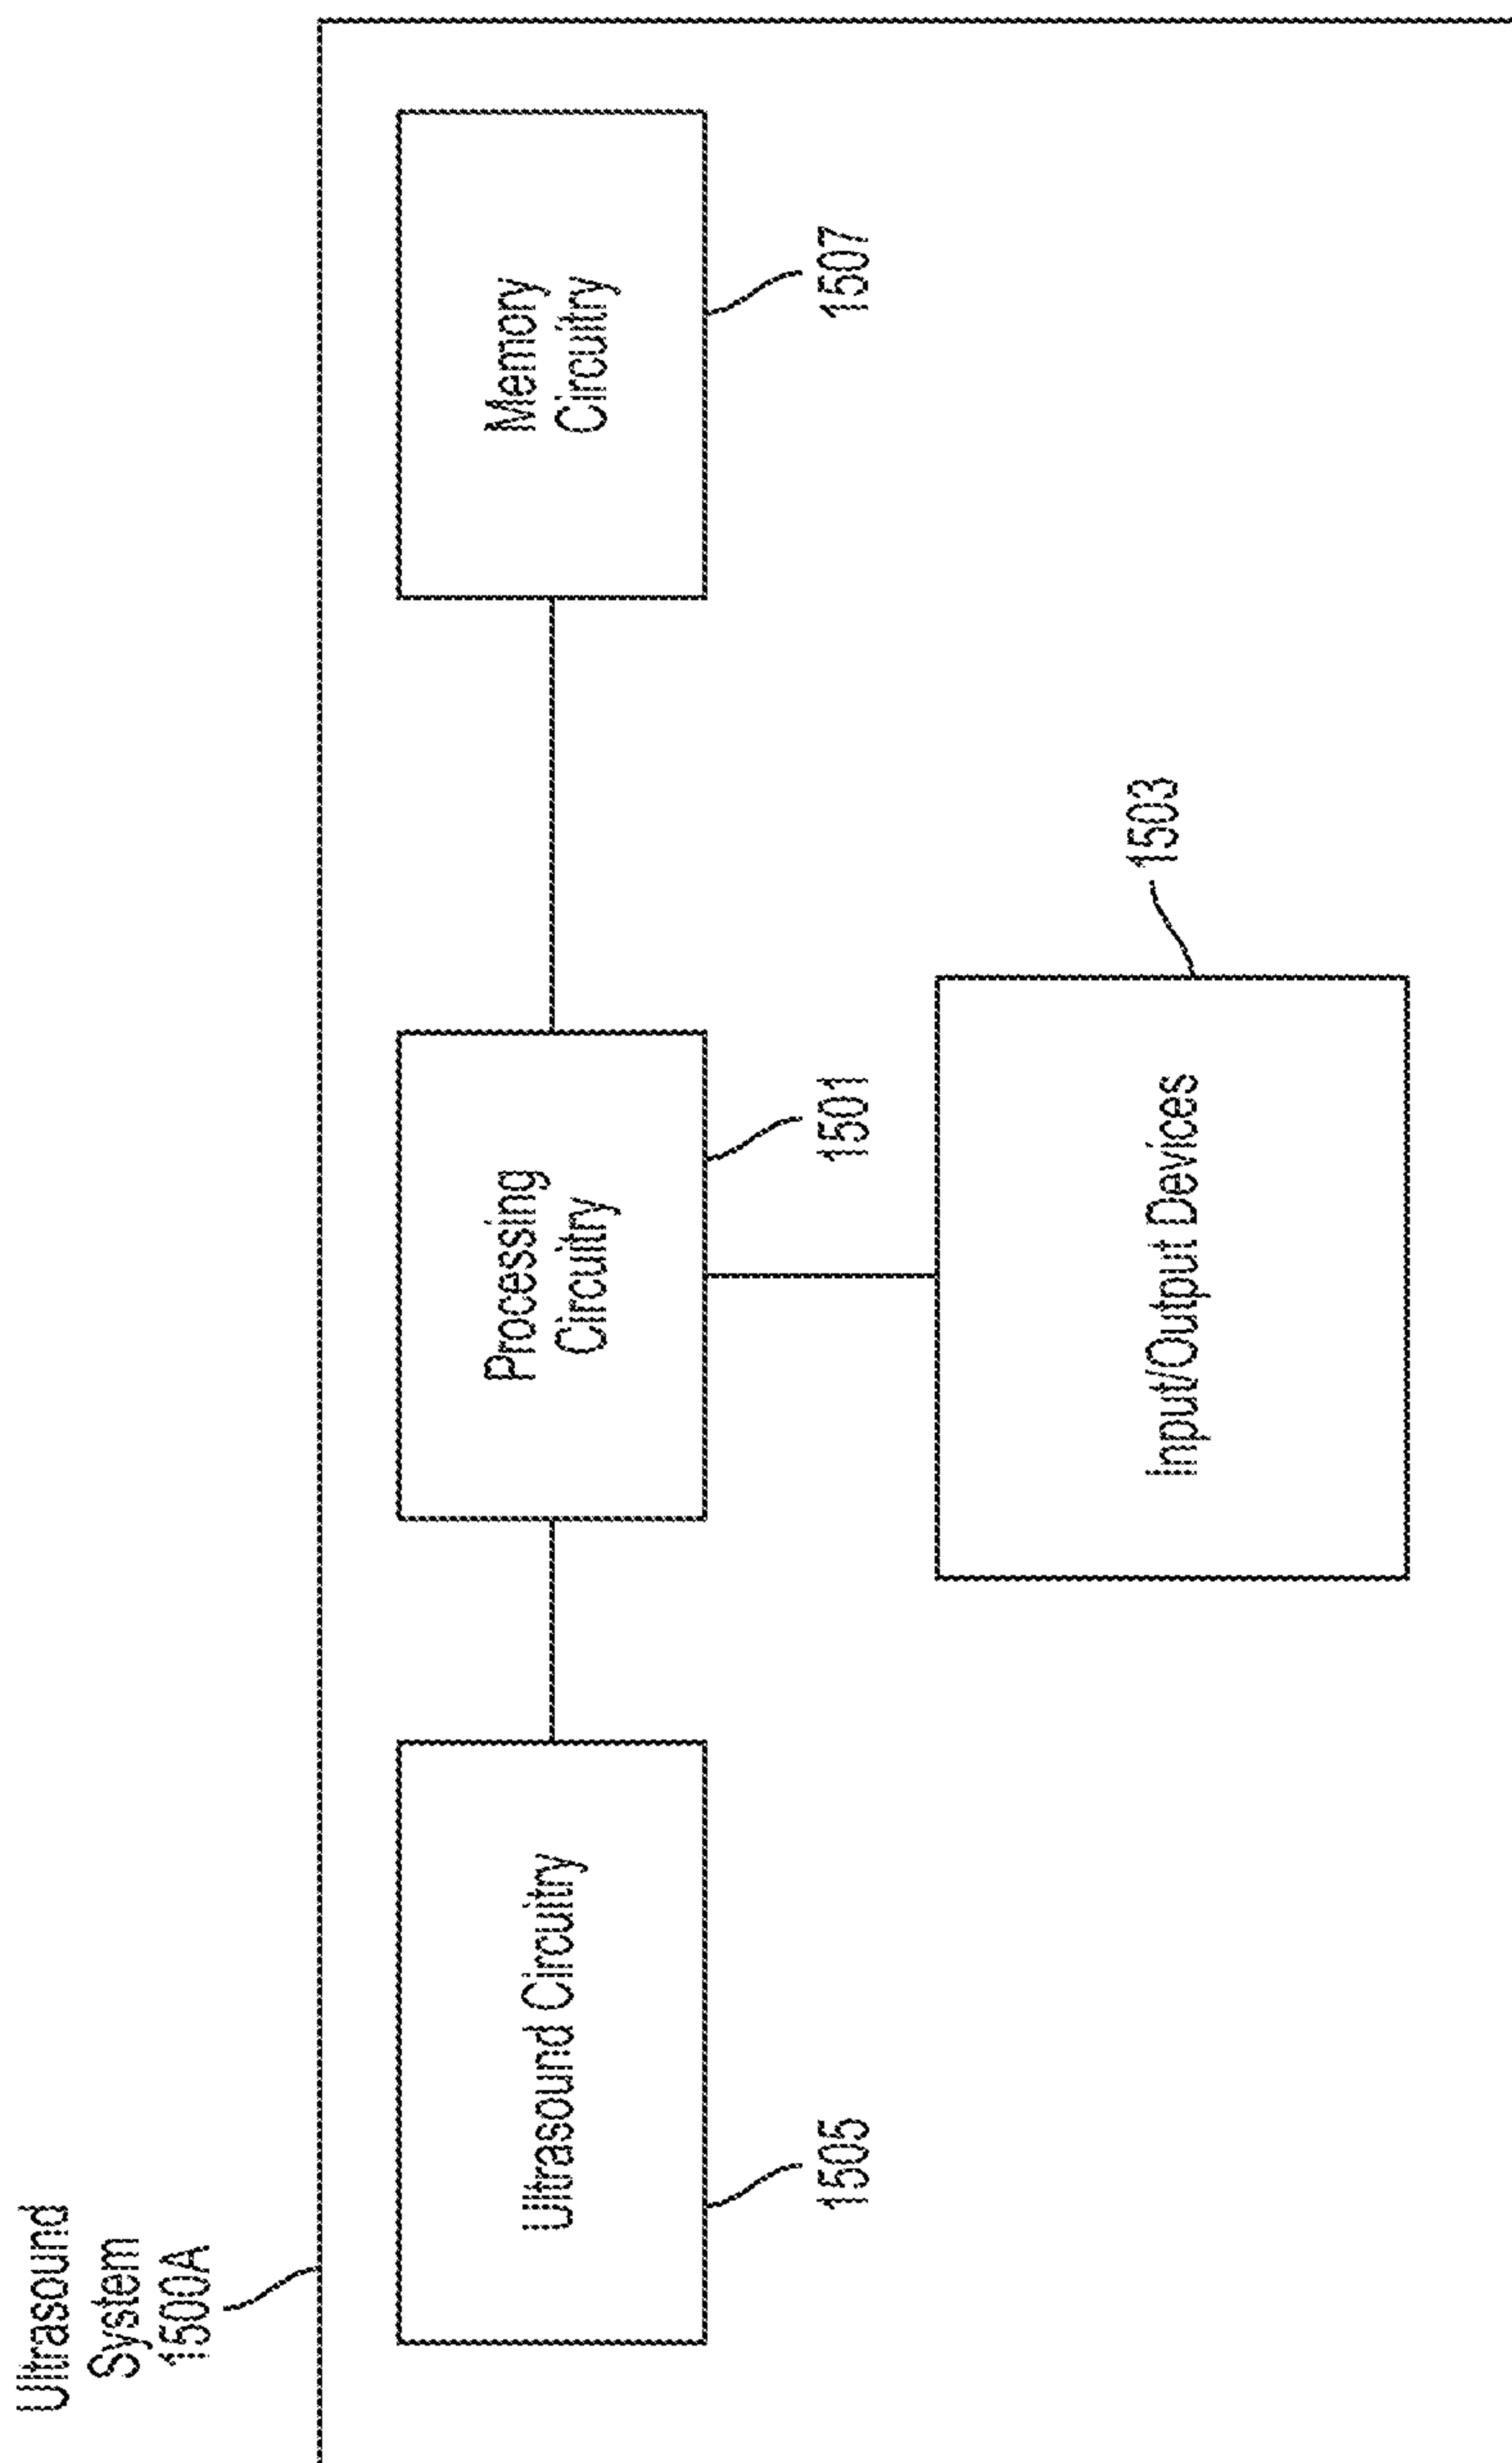 Ultrasound
System
1500A
Ultrasound Circuitry
1505
Processing
Circuitry
1501
Memory
Circuitry
1507
Input/Output Devices
1503